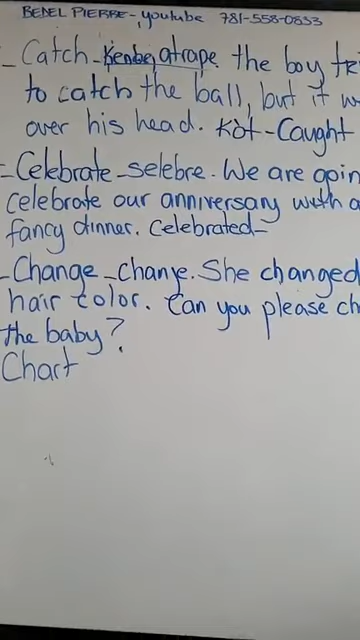 BENEL PIERRE-, youtube 781-558-0833
- Catch - Kenbe, atrape. the boy
to catch the ball, but it
over his head. Kòt - Caught
- Celebrate - selebre. We are goin
celebrate our anniversary with a
fancy dinner. Celebrated -
- Change - chanje. She changed
hair color. Can you please ch
the baby?
Chart